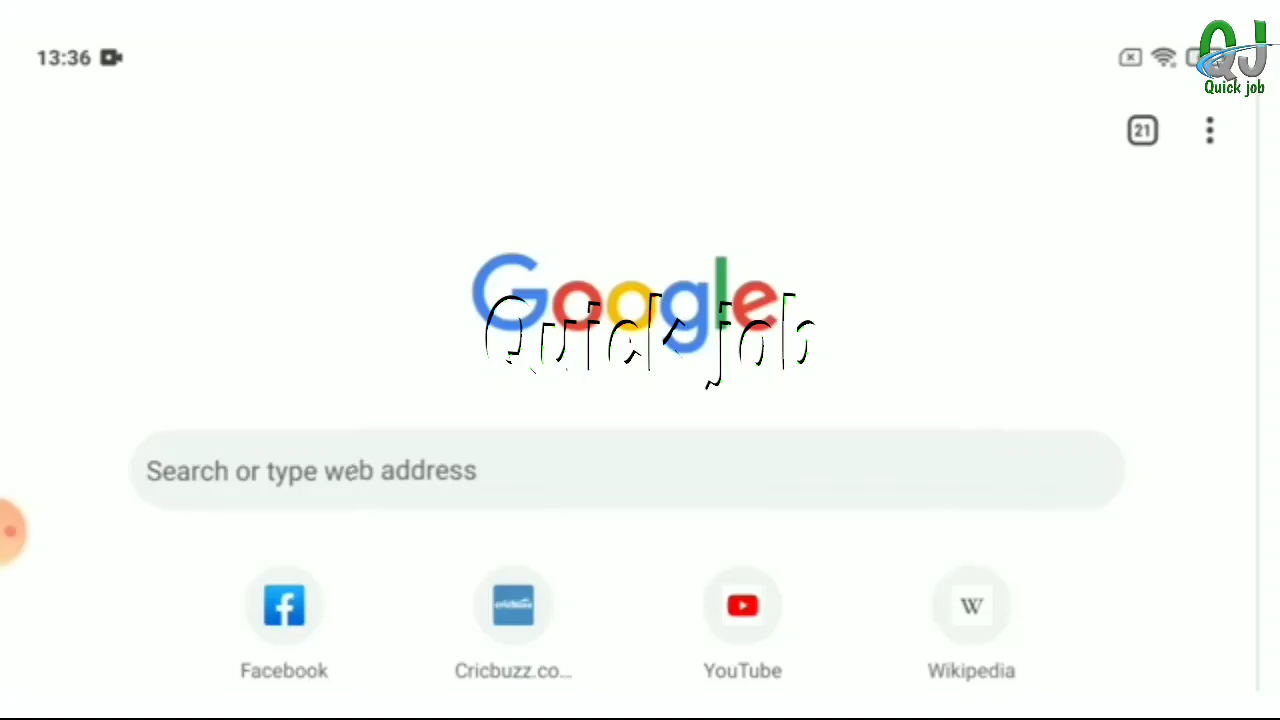 13:36
QJ
Quick job
21
Google
Quick job
Search or type web address
f
cricbuzz
W
Facebook
Cricbuzz.co...
YouTube
Wikipedia